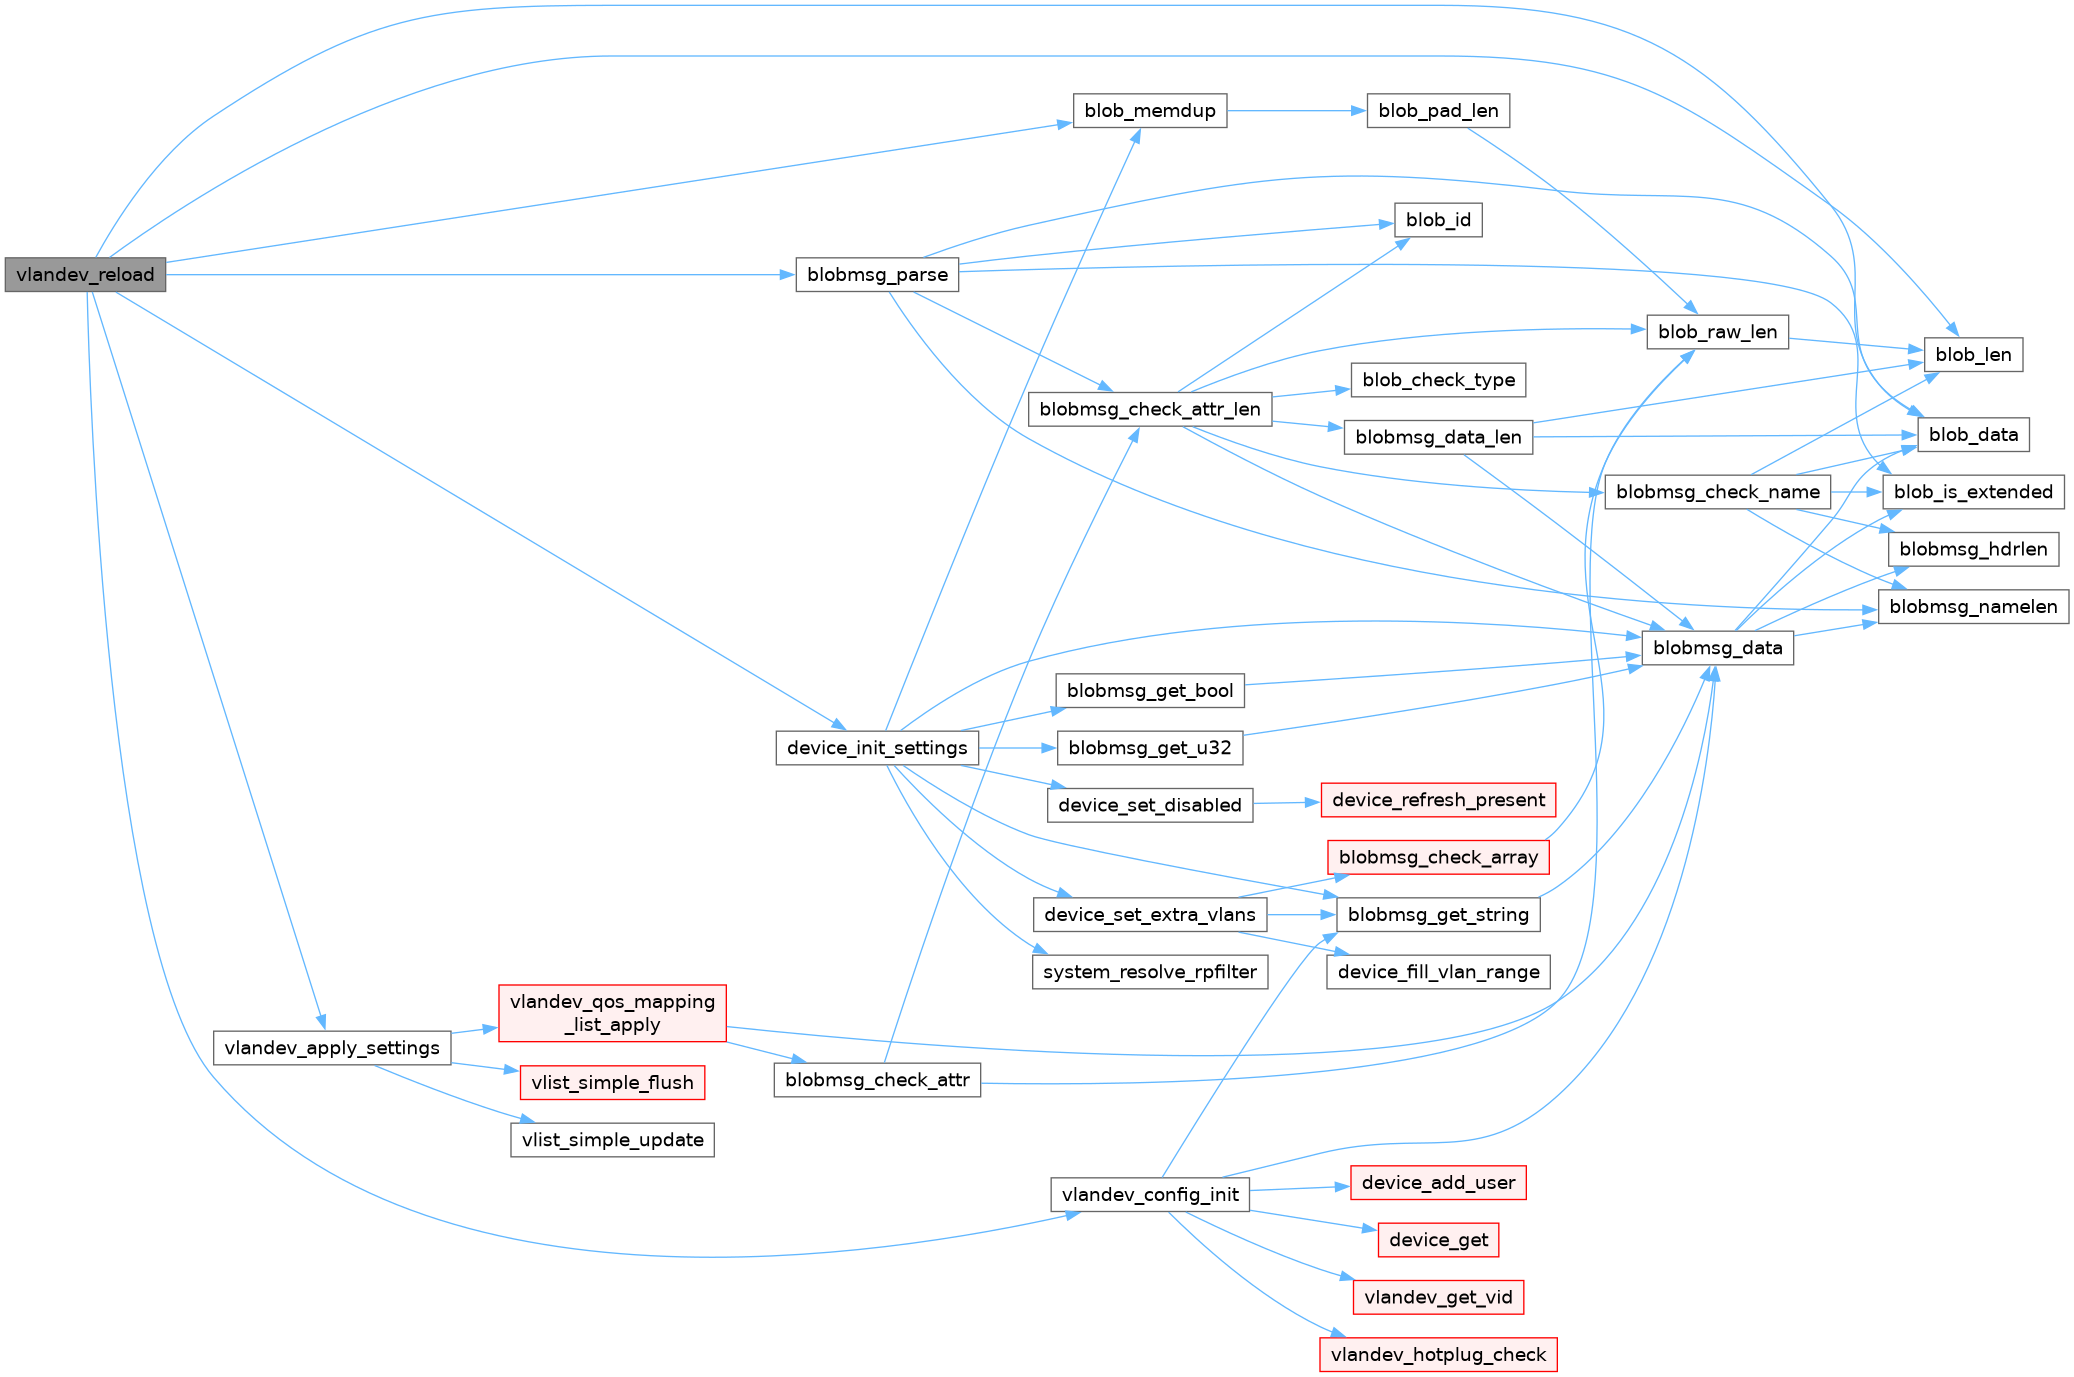 vlandev_reload
blob_memdup
blob_pad_len
blob_id
blobmsg_parse
blob_raw_len
blob_len
blob_check_type
blobmsg_check_attr_len
blobmsg_data_len
blob_data
blobmsg_check_name
blob_is_extended
blobmsg_hdrlen
blobmsg_namelen
blobmsg_data
blobmsg_get_bool
device_init_settings
blobmsg_get_u32
device_set_disabled
device_refresh_present
blobmsg_check_array
device_set_extra_vlans
blobmsg_get_string
system_resolve_rpfilter
device_fill_vlan_range
vlandev_qos_mapping
_list_apply
vlandev_apply_settings
vlist_simple_flush
blobmsg_check_attr
vlist_simple_update
vlandev_config_init
device_add_user
device_get
vlandev_get_vid
vlandev_hotplug_check